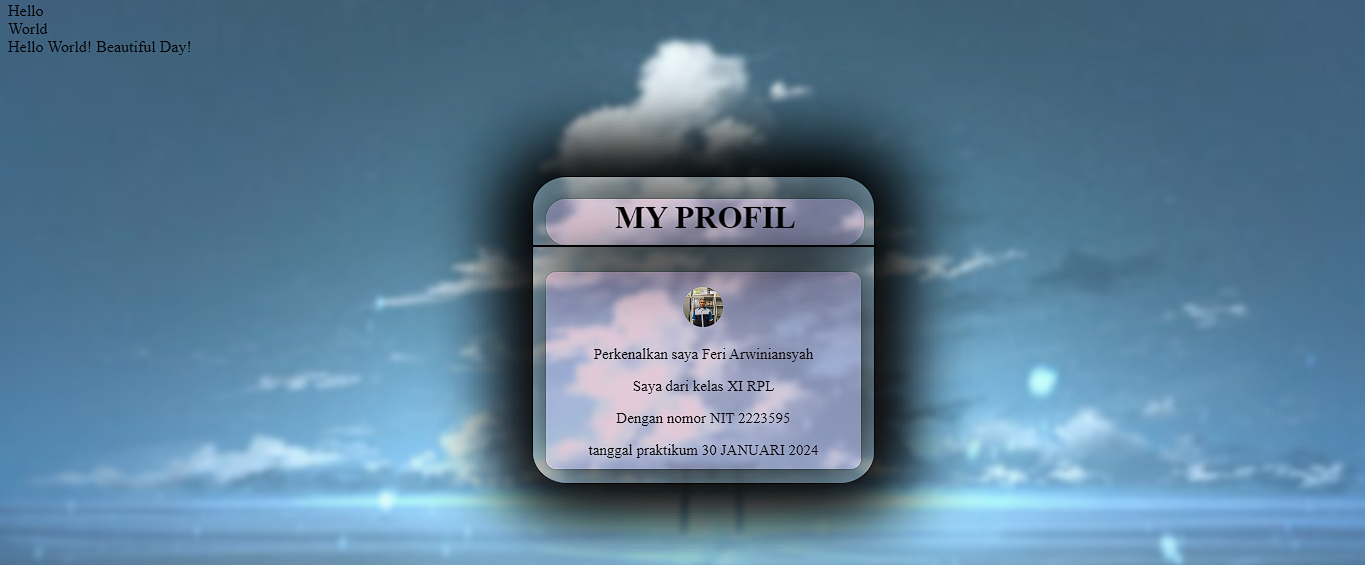 Hello
World
Hello World! Beautiful Day!
MY PROFIL
Perkenalkan saya Feri Arwiniansyah
Saya dari kelas XI RPL
Dengan nomor NIT 2223595
tanggal praktikum 30 JANUARI 2024